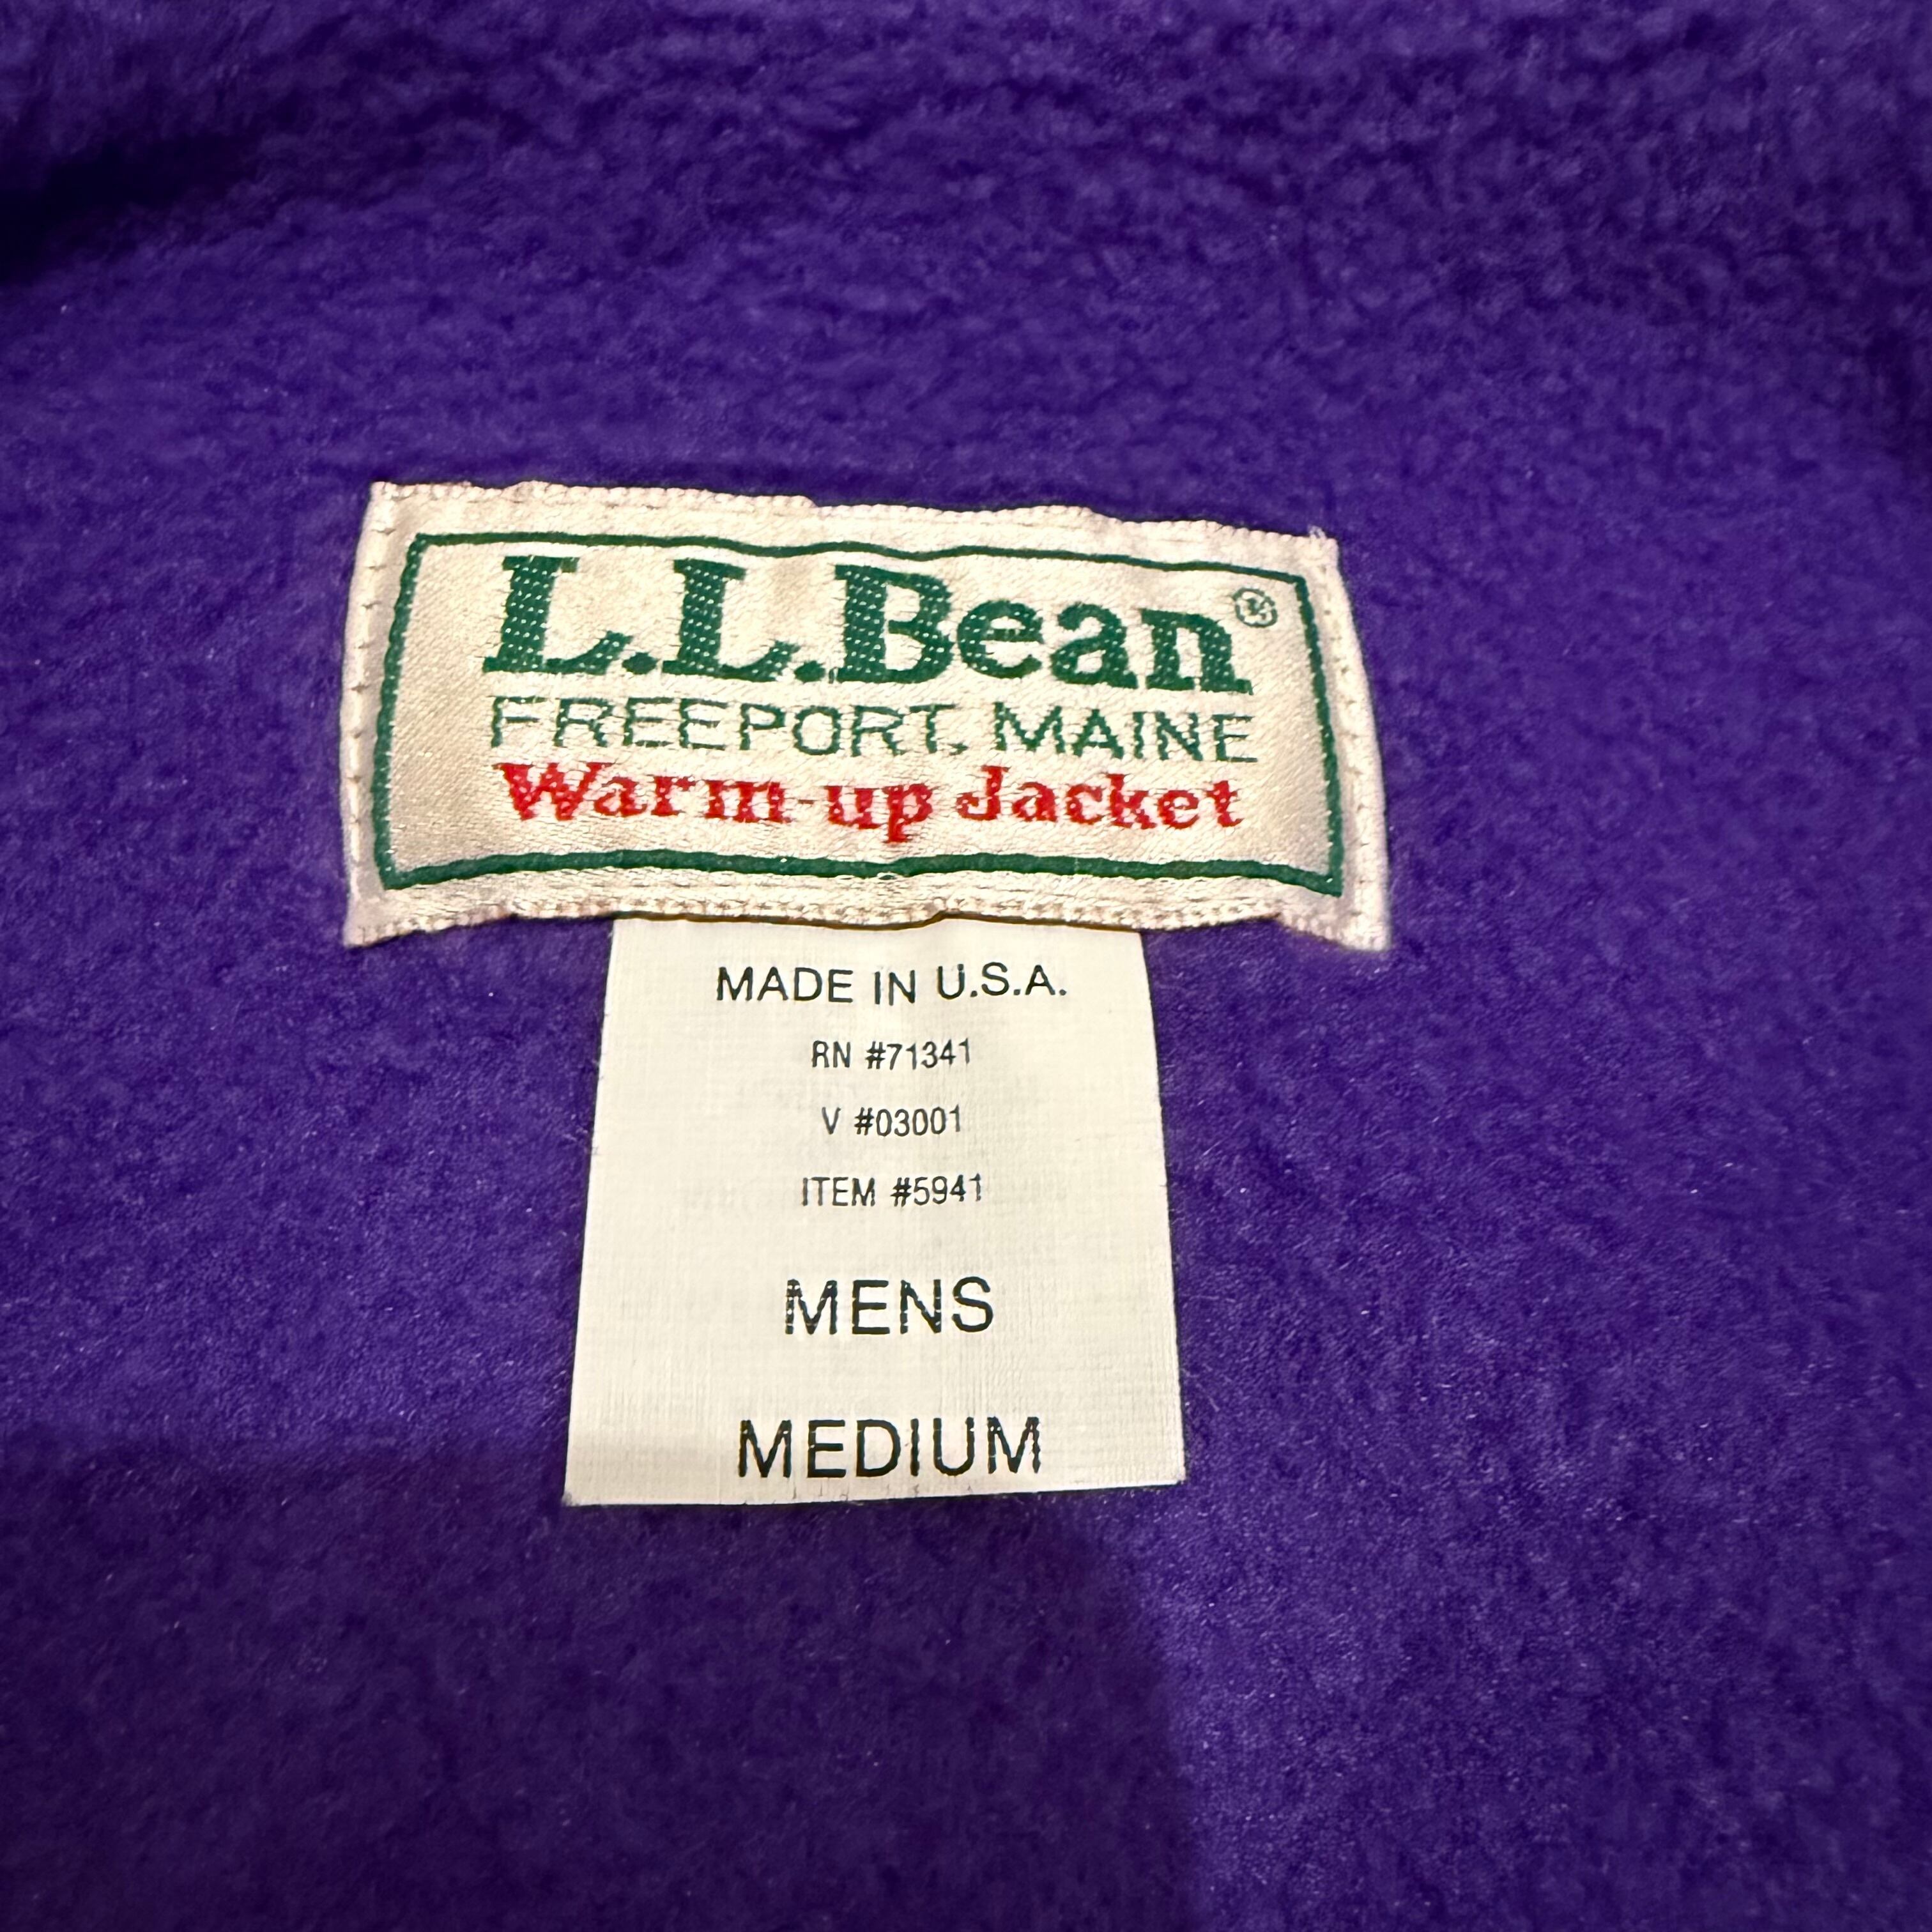 L.L.Bean®
FREEPORT, MAINE
Warm-up Jacket
MADE IN U.S.A.
RN #71341
V #03001
ITEM #5941
MENS
MEDIUM